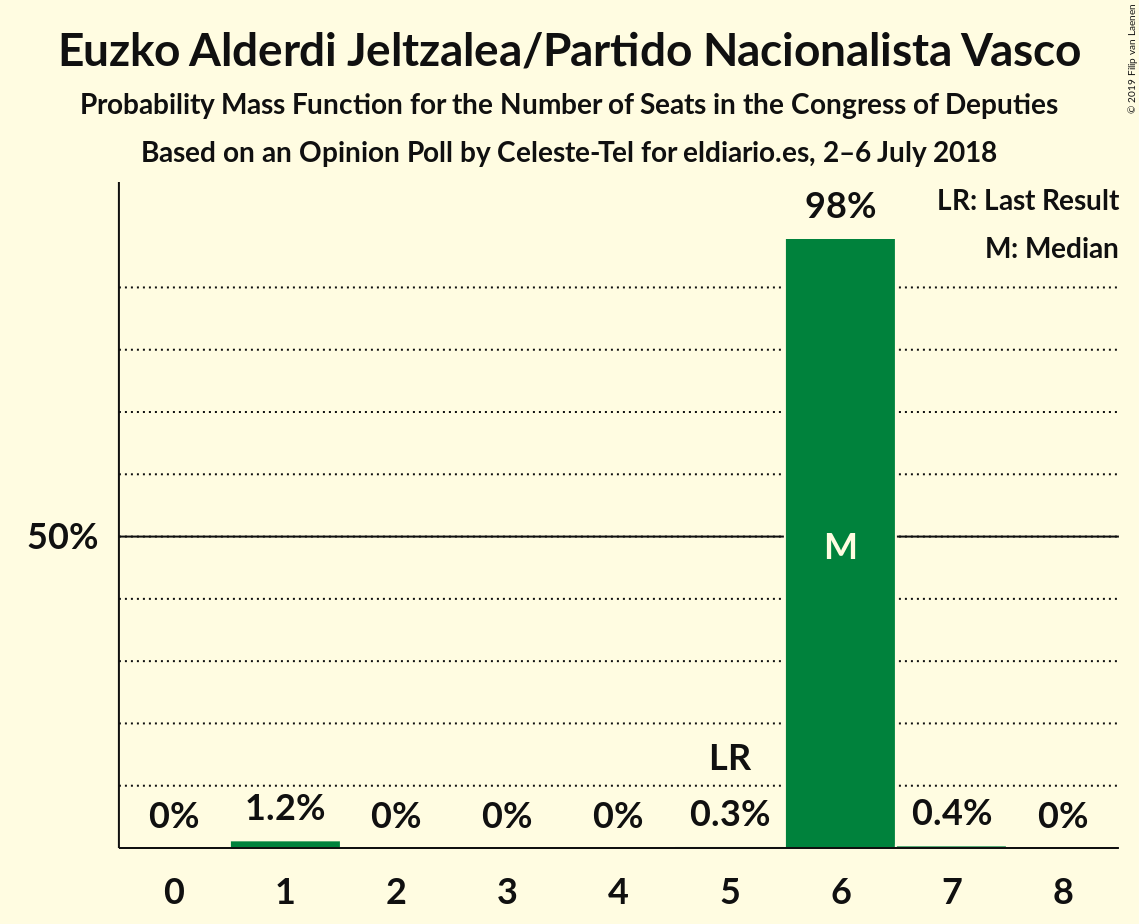 Euzko Alderdi Jeltzalea/Partido Nacionalista Vasco
Probability Mass Function for the Number of Seats in the Congress of Deputies
Based on an Opinion Poll by Celeste-Tel for eldiario.es, 2–6 July 2018
© 2019 Filip van Laenen
LR: Last Result
M: Median
98%
50%
M
LR
0% 1.2% 0% 0% 0% 0.3% 0.4% 0%
0 1 2 3 4 5 6 7 8